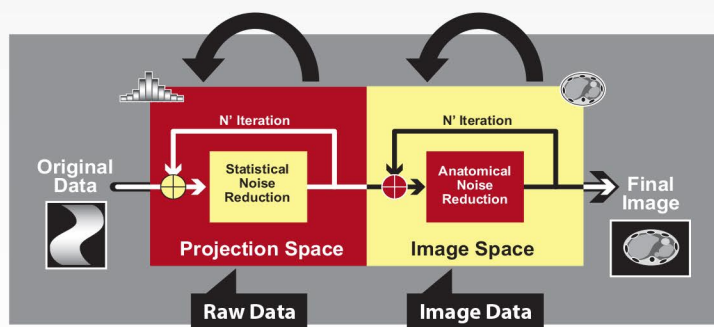 N' Iteration
N' Iteration
Original
Data
Statistical
Noise
Reduction
Anatomical
Noise
Reduction
Final
Image
Projection Space
Image Space
Raw Data
Image Data